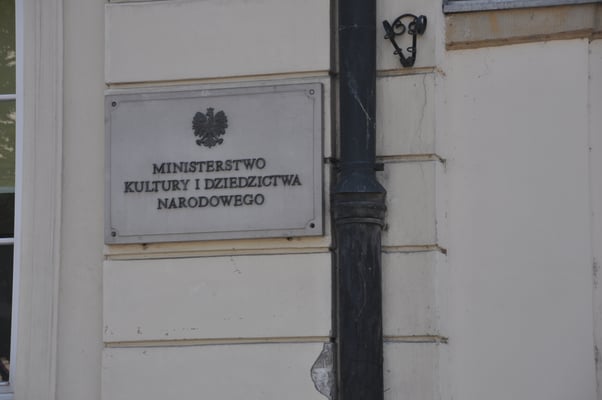 MINISTERSTWO
KULTURY I DZIEDZICTWA
NARODOWEGO